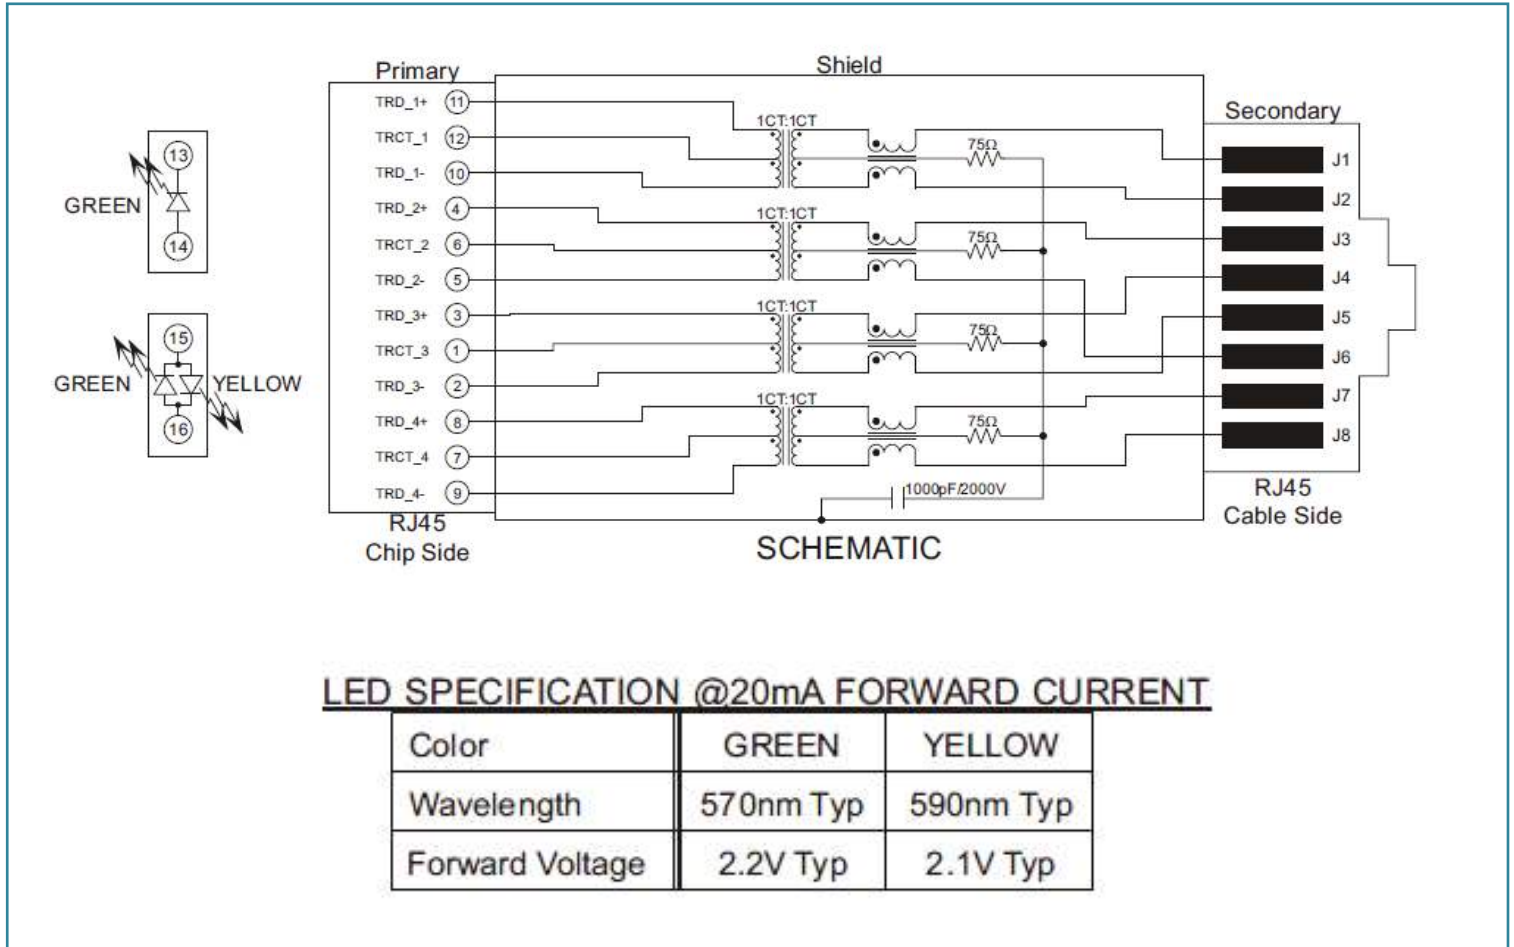 Primary
Shield
Secondary
TRD_1+ 11
TRCT_1 12
TRD_1- 10
TRD_2+ 4
TRCT_2 6
TRD_2- 5
TRD_3+ 3
TRCT_3 1
TRD_3- 2
TRD_4+ 8
TRCT_4 7
TRD_4- 9
RJ45
Chip Side
13
GREEN
14
15
GREEN YELLOW
16
1CT:1CT
75Ω
1CT:1CT
75Ω
1CT:1CT
75Ω
1CT:1CT
75Ω
1000pF/2000V
J1
J2
J3
J4
J5
J6
J7
J8
RJ45
Cable Side
SCHEMATIC
LED SPECIFICATION @20mA FORWARD CURRENT
Color GREEN YELLOW
Wavelength 570nm Typ 590nm Typ
Forward Voltage 2.2V Typ 2.1V Typ